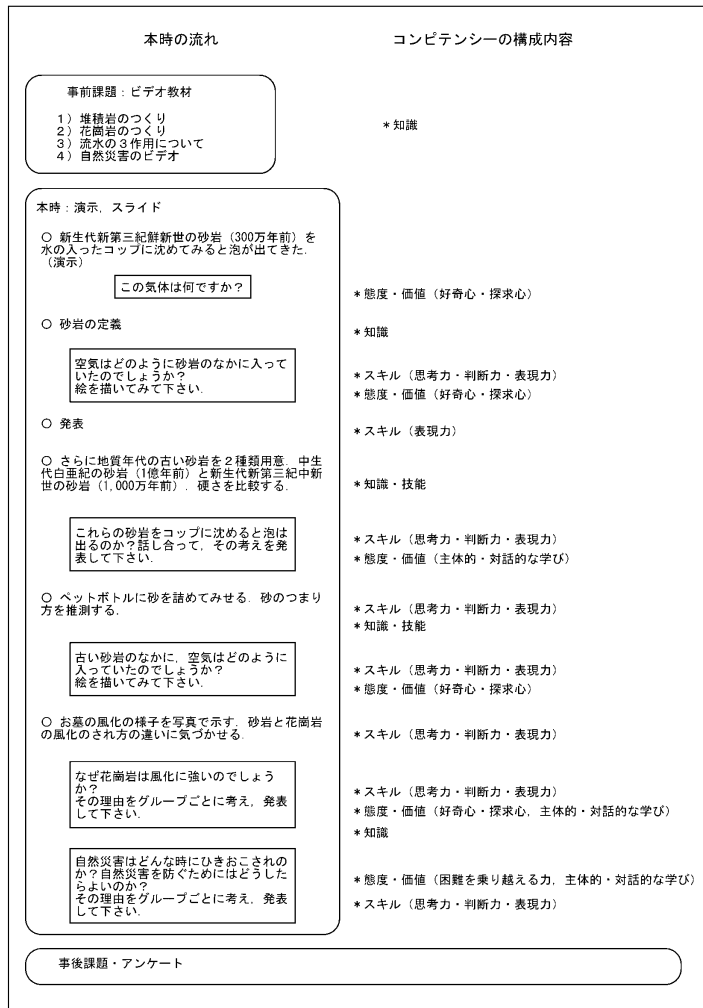 本時の流れ
コンピテンシーの構成内容
事前課題：ビデオ教材
１）堆積岩のつくり
２）花崗岩のつくり
３）流水の３作用について
４）自然災害のビデオ
＊知識
本時：演示，スライド
○ 新生代新第三紀鮮新世の砂岩（300万年前）を
水の入ったコップに沈めてみると泡が出てきた．
（演示）
この気体は何ですか？
＊態度・価値（好奇心・探求心）
○ 砂岩の定義
＊知識
空気はどのように砂岩のなかに入って
いたのでしょうか？
絵を描いてみて下さい．
＊スキル（思考力・判断力・表現力）
＊態度・価値（好奇心・探求心）
○ 発表
＊スキル（表現力）
○ さらに地質年代の古い砂岩を２種類用意．中生
代白亜紀の砂岩（1億年前）と新生代新第三紀中新
世の砂岩（1,000万年前）．硬さを比較する．
＊知識・技能
これらの砂岩をコップに沈めると泡は
出るのか？話し合って，その考えを発
表して下さい．
＊スキル（思考力・判断力・表現力）
＊態度・価値（主体的・対話的な学び）
○ ペットボトルに砂を詰めてみせる．砂のつまり
方を推測する．
＊スキル（思考力・判断力・表現力）
＊知識・技能
古い砂岩のなかに，空気はどのように
入っていたのでしょうか？
絵を描いてみて下さい．
＊スキル（思考力・判断力・表現力）
＊態度・価値（好奇心・探求心）
○ お墓の風化の様子を写真で示す．砂岩と花崗岩
の風化のされ方の違いに気づかせる．
＊スキル（思考力・判断力・表現力）
なぜ花崗岩は風化に強いのでしょう
か？
その理由をグループごとに考え，発表
して下さい．
＊スキル（思考力・判断力・表現力）
＊態度・価値（好奇心・探求心，主体的・対話的な学び）
＊知識
自然災害はどんな時にひきおこされの
か？自然災害を防ぐためにはどうした
らよいのか？
その理由をグループごとに考え，発表
して下さい．
＊態度・価値（困難を乗り越える力，主体的・対話的な学び）
＊スキル（思考力・判断力・表現力）
事後課題・アンケート